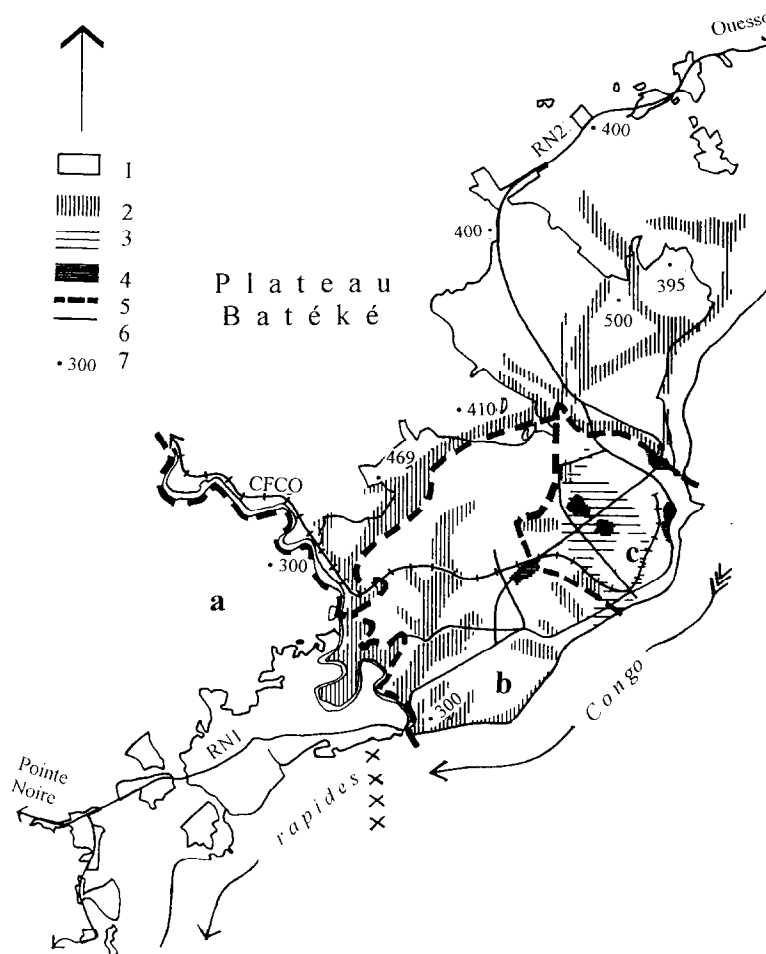 Ouesso
RN2
400
1
2
3
4
5
6
300 7
400
Plateau
Batéké
395
500
410
469
CFCO
300
a
c
b
300
Congo
RN1
Pointe
Noire
rapides